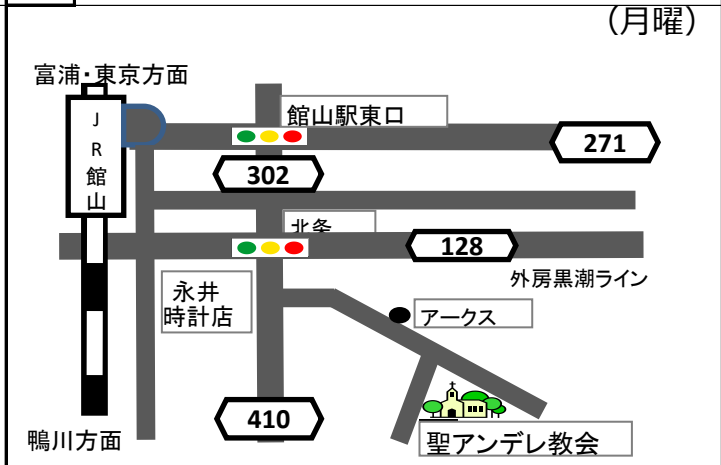 （月曜）
富浦・東京方面
ＪＲ館山
館山駅東口
271
302
北条
128
外房黒潮ライン
永井
時計店
アークス
410
鴨川方面
聖アンデレ教会